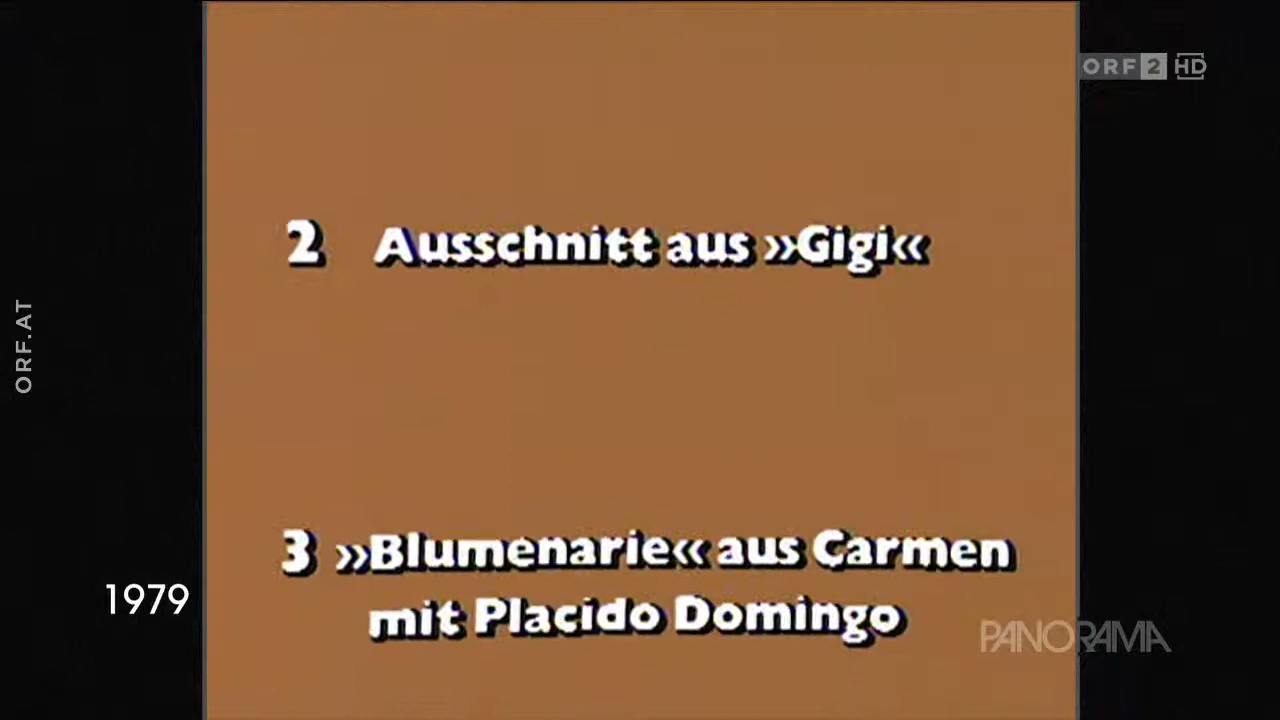 ORF 2 HD
2 Ausschnitt aus »Gigi«
ORF.AT
3 »Blumenarie« aus Carmen
mit Placido Domingo
1979
PANORAMA